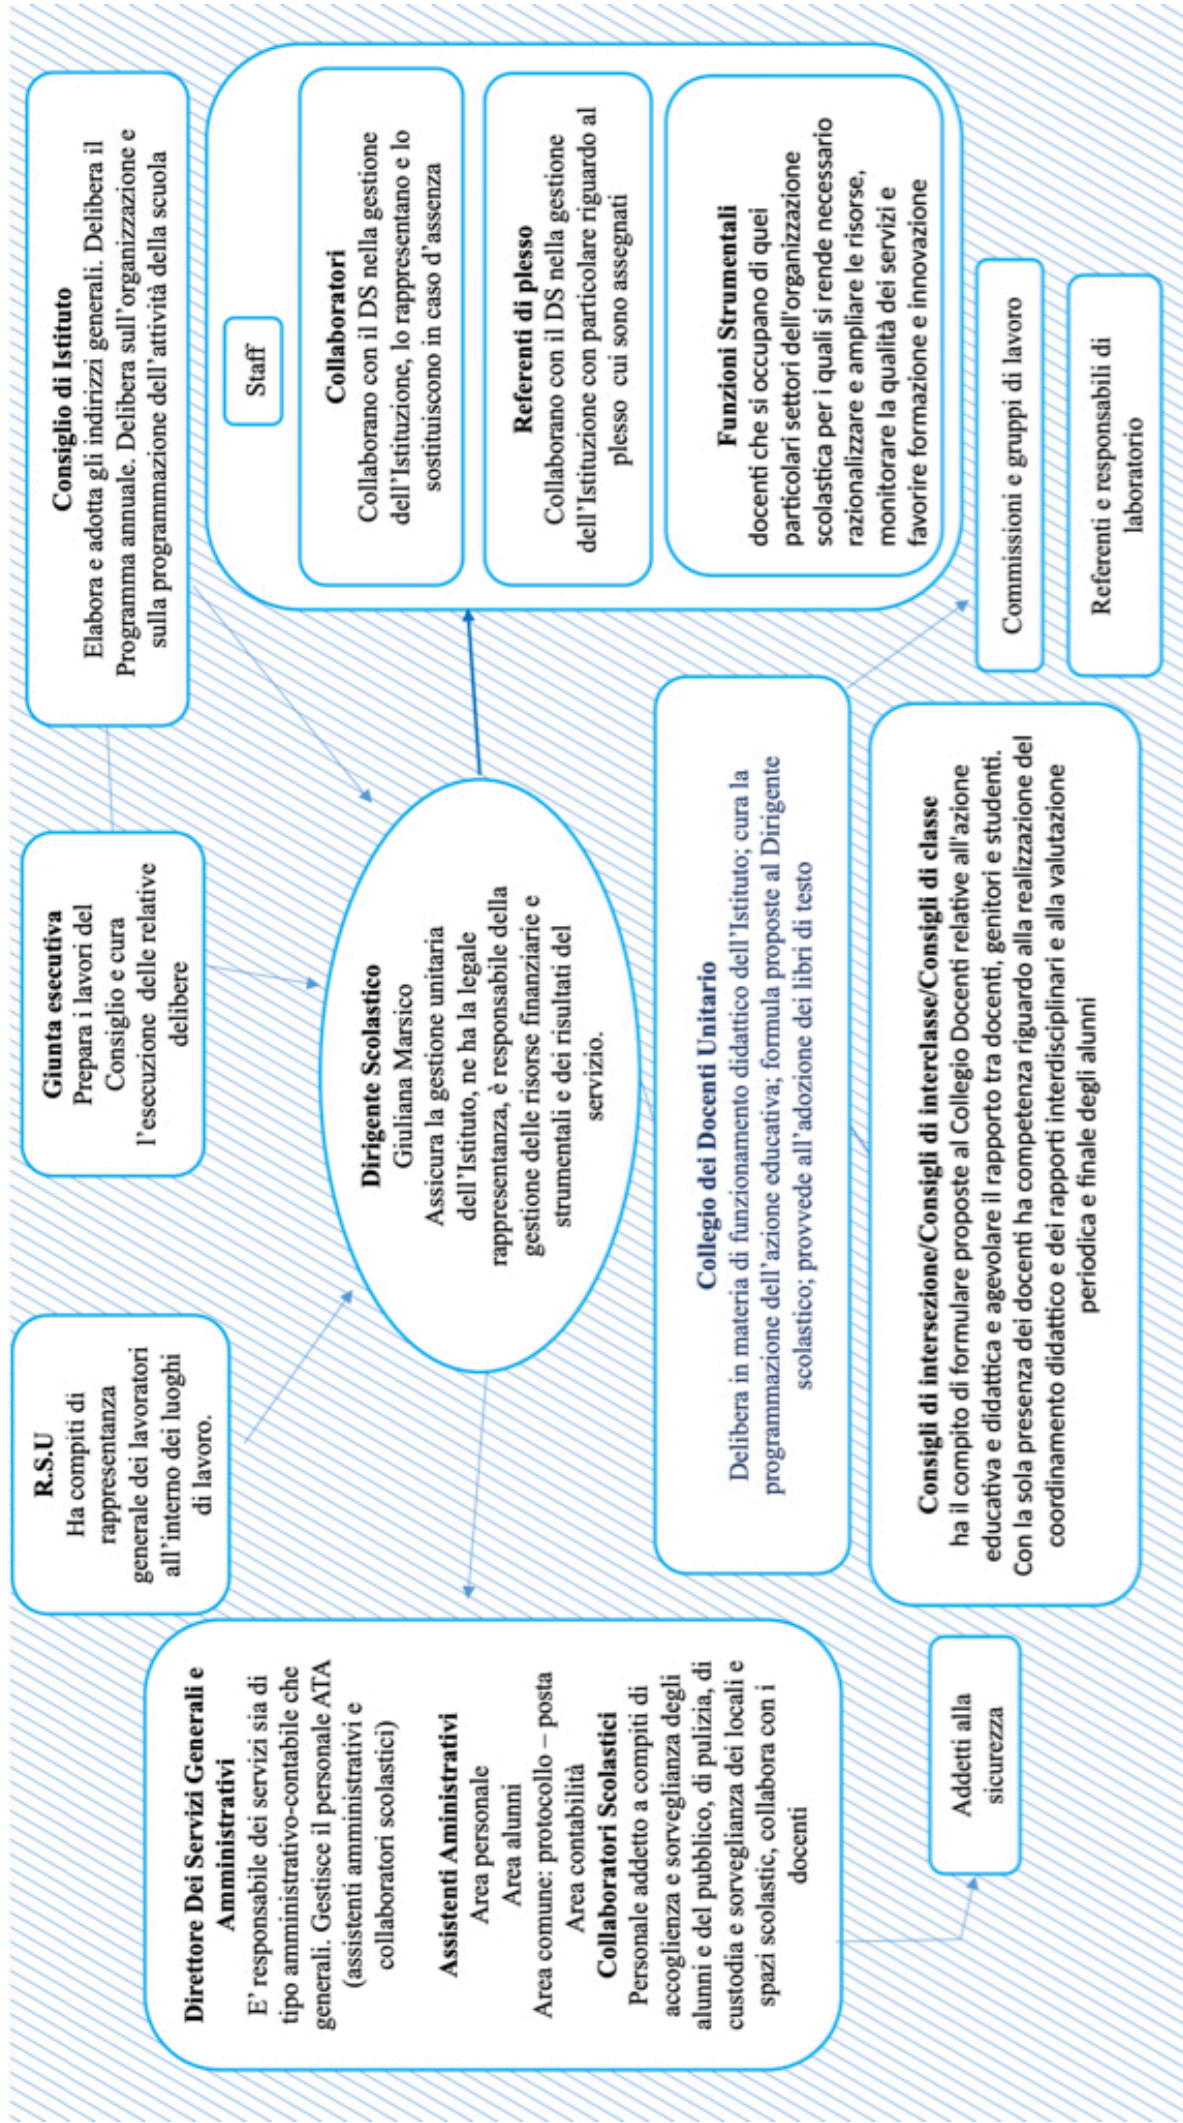 R.S.U
Ha compiti di
rappresentanza
generale dei lavoratori
all'interno dei luoghi
di lavoro.
Giunta esecutiva
Prepara i lavori del
Consiglio e cura
l'esecuzione delle relative
delibere
Consiglio di Istituto
Elabora e adotta gli indirizzi generali. Delibera il
Programma annuale. Delibera sull'organizzazione e
sulla programmazione dell'attività della scuola
Direttore Dei Servizi Generali e
Amministrativi
E' responsabile dei servizi sia di
tipo amministrativo-contabile che
generali. Gestisce il personale ATA
(assistenti amministrativi e
collaboratori scolastici)
Assistenti Aministrativi
Area personale
Area alunni
Area comune: protocollo – posta
Area contabilità
Collaboratori Scolastici
Personale addetto a compiti di
accoglienza e sorveglianza degli
alunni e del pubblico, di pulizia, di
custodia e sorveglianza dei locali e
spazi scolastic, collabora con i
docenti
Dirigente Scolastico
Giuliana Marsico
Assicura la gestione unitaria
dell'Istituto, ne ha la legale
rappresentanza, è responsabile della
gestione delle risorse finanziarie e
strumentali e dei risultati del
servizio.
Staff
Collaboratori
Collaborano con il DS nella gestione
dell'Istituzione, lo rappresentano e lo
sostituiscono in caso d'assenza
Referenti di plesso
Collaborano con il DS nella gestione
dell'Istituzione con particolare riguardo al
plesso cui sono assegnati
Funzioni Strumentali
docenti che si occupano di quei
particolari settori dell'organizzazione
scolastica per i quali si rende necessario
razionalizzare e ampliare le risorse,
monitorare la qualità dei servizi e
favorire formazione e innovazione
Collegio dei Docenti Unitario
Delibera in materia di funzionamento didattico dell'Istituto; cura la
programmazione dell'azione educativa; formula proposte al Dirigente
scolastico; provvede all'adozione dei libri di testo
Addetti alla
sicurezza
Consigli di intersezione/Consigli di interclasse/Consigli di classe
ha il compito di formulare proposte al Collegio Docenti relative all'azione
educativa e didattica e agevolare il rapporto tra docenti, genitori e studenti.
Con la sola presenza dei docenti ha competenza riguardo alla realizzazione del
coordinamento didattico e dei rapporti interdisciplinari e alla valutazione
periodica e finale degli alunni
Commissioni e gruppi di lavoro
Referenti e responsabili di
laboratorio